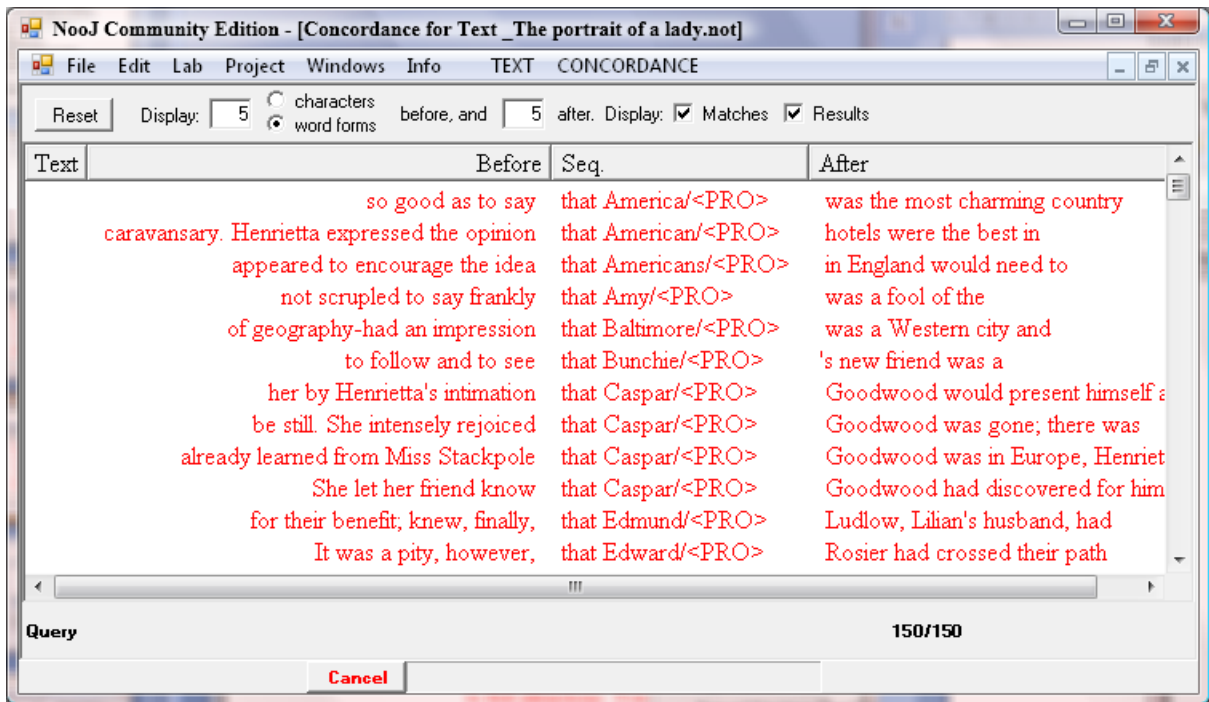 NooJ Community Edition - [Concordance for Text _The portrait of a lady.not]
File Edit Lab Project Windows Info TEXT CONCORDANCE
Reset Display: 5 characters word forms before, and 5 after. Display: Matches Results
Text Before Seq. After
so good as to say that America/<PRO> was the most charming country
caravansary. Henrietta expressed the opinion that American/<PRO> hotels were the best in
appeared to encourage the idea that Americans/<PRO> in England would need to
not scrupled to say frankly that Amy/<PRO> was a fool of the
of geography-had an impression that Baltimore/<PRO> was a Western city and
to follow and to see that Bunchie/<PRO> 's new friend was a
her by Henrietta's intimation that Caspar/<PRO> Goodwood would present himself a
be still. She intensely rejoiced that Caspar/<PRO> Goodwood was gone; there was
already learned from Miss Stackpole that Caspar/<PRO> Goodwood was in Europe, Henriet
She let her friend know that Caspar/<PRO> Goodwood had discovered for him
for their benefit; knew, finally, that Edmund/<PRO> Ludlow, Lilian's husband, had
It was a pity, however, that Edward/<PRO> Rosier had crossed their path
Query 150/150
Cancel